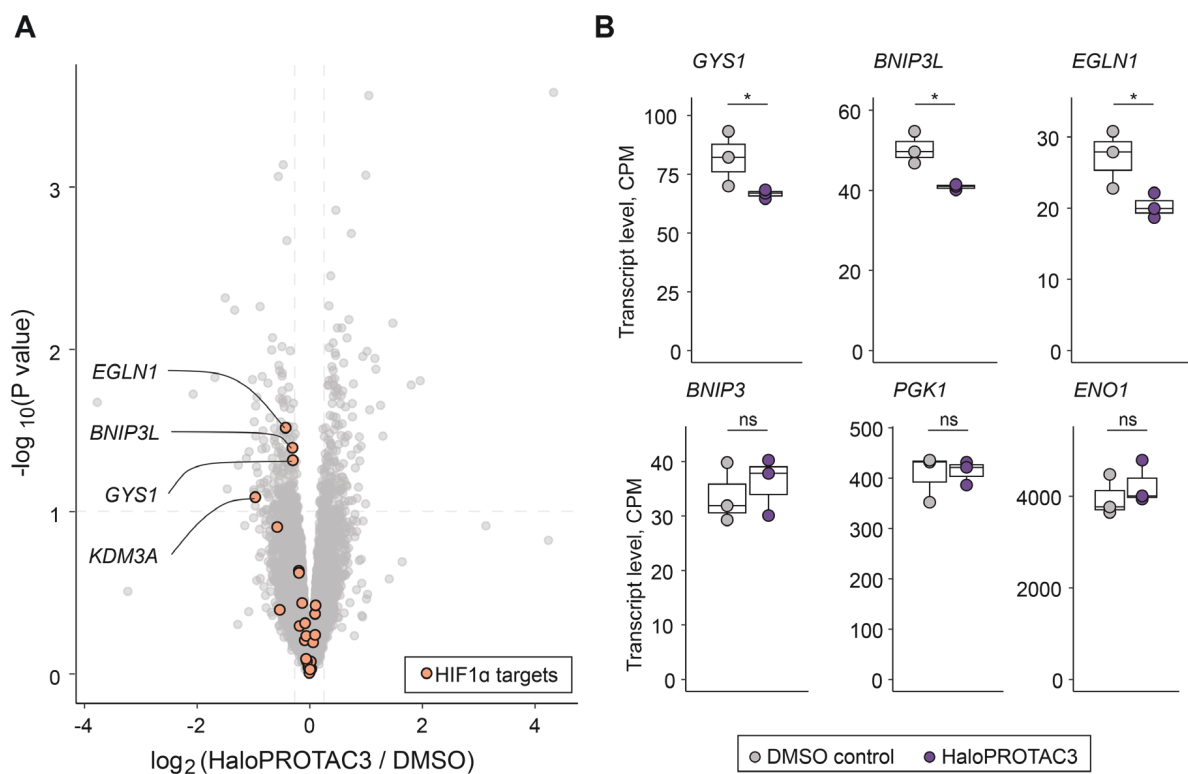 A
-log 10(P value)
3
2
1
0
EGLN1
BNIP3L
GYS1
KDM3A
HIF1α targets
-4 -2 0 2 4
log2 (HaloPROTAC3 / DMSO)
B
GYS1 BNIP3L EGLN1
* * *
Transcript level, CPM
100
75
50
25
0
60
40
20
0
30
20
10
0
BNIP3 PGK1 ENO1
ns ns ns
Transcript level, CPM
40
30
20
10
0
500
400
300
200
100
0
4000
2000
0
DMSO control HaloPROTAC3